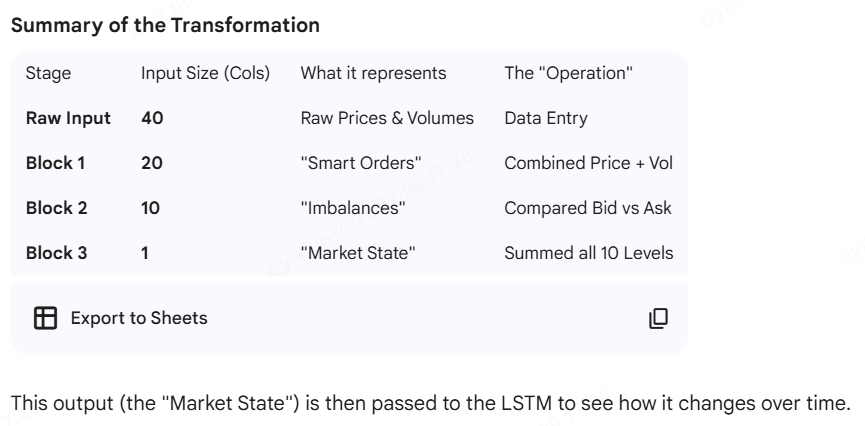 Summary of the Transformation
Stage Input Size (Cols) What it represents The "Operation"
Raw Input 40 Raw Prices & Volumes Data Entry
Block 1 20 "Smart Orders" Combined Price + Vol
Block 2 10 "Imbalances" Compared Bid vs Ask
Block 3 1 "Market State" Summed all 10 Levels
Export to Sheets
This output (the "Market State") is then passed to the LSTM to see how it changes over time.